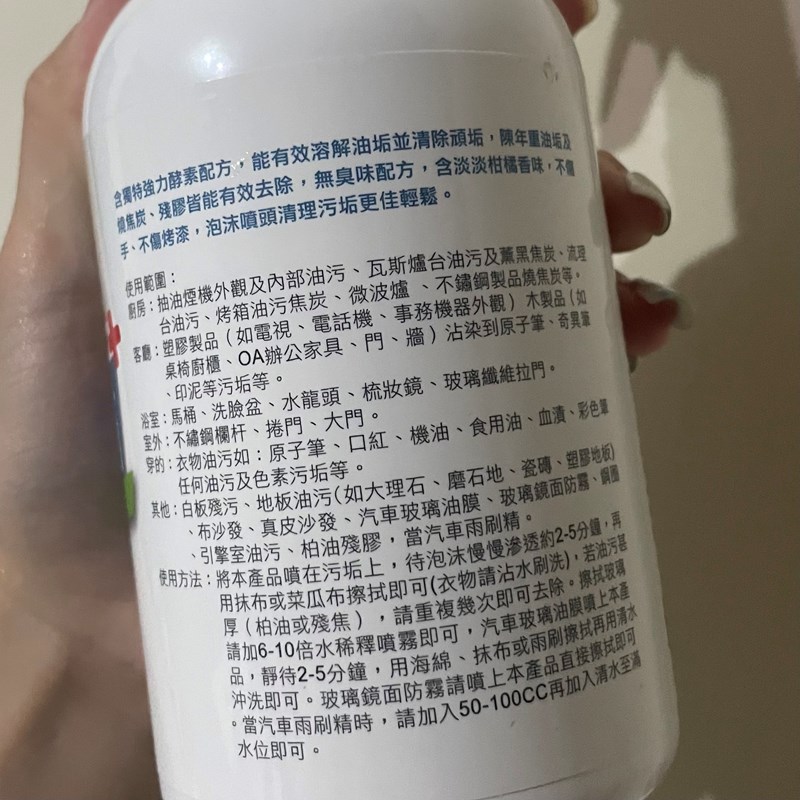 含獨特強力酵素配方，能有效溶解油垢並清除頑垢，陳年重油垢及
燒焦炭、殘膠皆能有效去除，無臭味配方，含淡淡柑橘香味，不傷
手、不傷烤漆，泡沫噴頭清理污垢更佳輕鬆。
使用範圍：
廚房：抽油煙機外觀及內部油污、瓦斯爐台油污及薰黑焦炭、流理
台油污、烤箱油污焦炭、微波爐、不鏽鋼製品燒焦炭等。
客廳：塑膠製品（如電視、電話機、事務機器外觀）木製品（如
桌椅廚櫃、OA辦公家具、門、牆）沾染到原子筆、奇異筆
、印泥等污垢等。
浴室：馬桶、洗臉盆、水龍頭、梳妝鏡、玻璃纖維拉門。
室外：不鏽鋼欄杆、捲門、大門。
穿的：衣物油污如：原子筆、口紅、機油、食用油、血漬、彩色筆
任何油污及色素污垢等。
其他：白板殘污、地板油污(如大理石、磨石地、瓷磚、塑膠地板)
、布沙發、真皮沙發、汽車玻璃油膜、玻璃鏡面防霧、鋼圈
、引擎室油污、柏油殘膠，當汽車雨刷精。
使用方法：將本產品噴在污垢上，待泡沫慢慢滲透約2-5分鐘，再
用抹布或菜瓜布擦拭即可(衣物請沾水刷洗)，若油污甚
厚（柏油或殘焦），請重複幾次即可去除。擦拭玻璃
請加6-10倍水稀釋噴霧即可，汽車玻璃油膜噴上本產
品，靜待2-5分鐘，用海綿、抹布或雨刷擦拭再用清水
沖洗即可。玻璃鏡面防霧請噴上本產品直接擦拭即可
。當汽車雨刷精時，請加入50-100CC再加入清水至滿
水位即可。